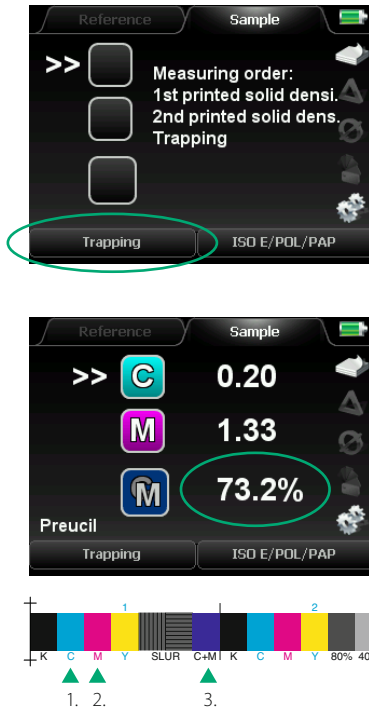 Reference Sample
>>
Measuring order:
1st printed solid densi.
2nd printed solid dens.
Trapping
Trapping ISO E/POL/PAP
Reference Sample
>> C 0.20
M 1.33
M 73.2%
Preucil
Trapping ISO E/POL/PAP
1 2
K C M Y SLUR C+M K C M Y 80% 40
1. 2. 3.